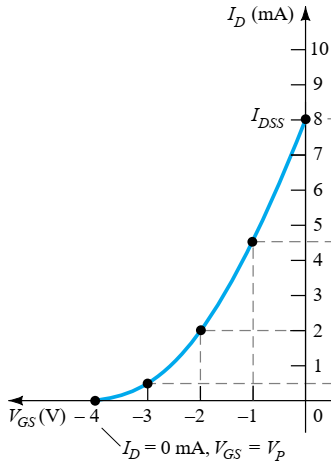 I_D (mA)
10
9
I_DSS 8
7
6
5
4
3
2
1
V_GS (V) –4 –3 –2 –1 0
I_D = 0 mA, V_GS = V_P